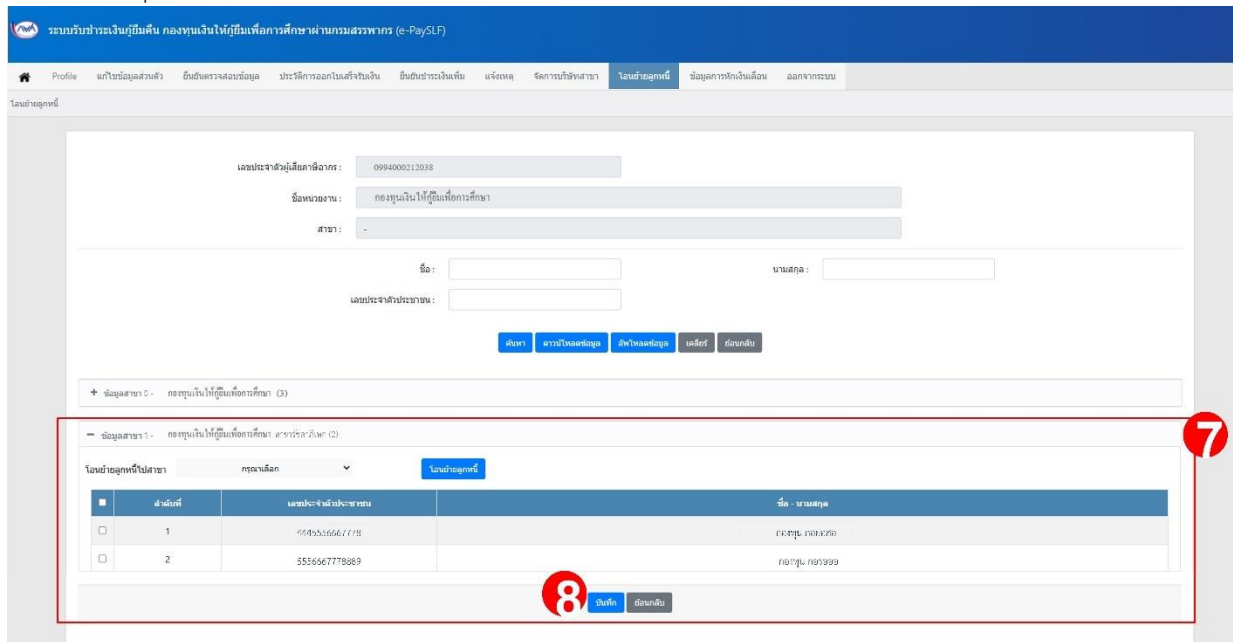 ระบบรับชำระเงินกู้ยืมคืน กองทุนเงินให้กู้ยืมเพื่อการศึกษาผ่านกรมสรรพากร (e-PaySLF)
Profile แก้ไขข้อมูลส่วนตัว ยืนยันตรวจสอบข้อมูล ประวัติการออกใบเสร็จรับเงิน ยืนยันชำระเงินเพิ่ม แจ้งเหตุ จัดการบริษัทสาขา โอนย้ายลูกหนี้ ข้อมูลการหักเงินเดือน ออกจากระบบ
โอนย้ายลูกหนี้
เลขประจำตัวผู้เสียภาษีอากร : 0994000212038
ชื่อหน่วยงาน : กองทุนเงินให้กู้ยืมเพื่อการศึกษา
สาขา : -
ชื่อ : นามสกุล :
เลขประจำตัวประชาชน :
ค้นหา ดาวน์โหลดข้อมูล อัพโหลดข้อมูล เคลียร์ ย้อนกลับ
+ ข้อมูลสาขา 0 - กองทุนเงินให้กู้ยืมเพื่อการศึกษา (3)
7
− ข้อมูลสาขา 1 - กองทุนเงินให้กู้ยืมเพื่อการศึกษา (2)
โอนย้ายลูกหนี้ไปสาขา กรุณาเลือก โอนย้ายลูกหนี้
ลำดับที่ เลขประจำตัวประชาชน ชื่อ - นามสกุล
1 กองทุน
2 5556667778889 กองทุน
8 บันทึก ย้อนกลับ